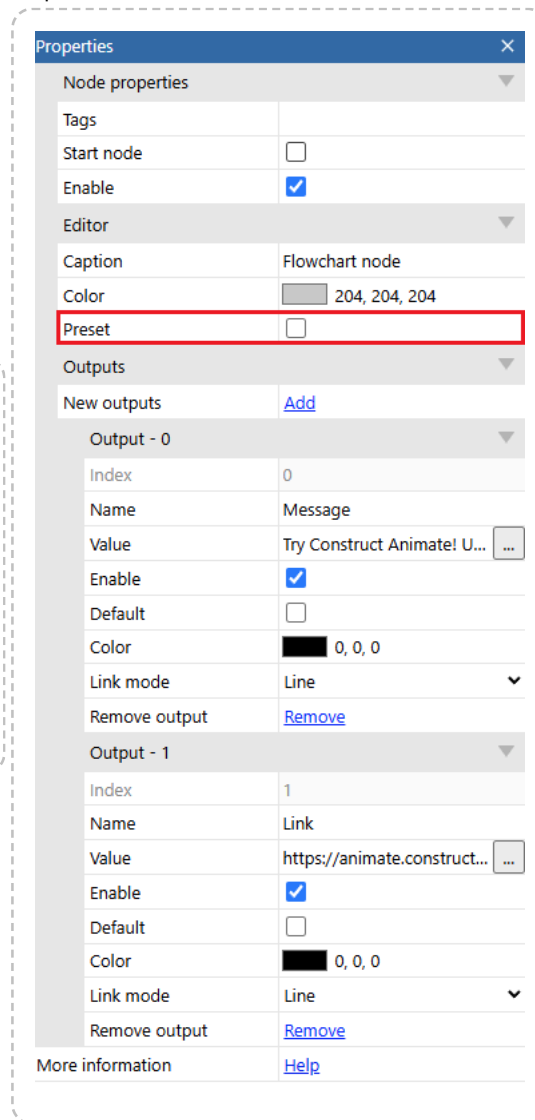 Properties
Node properties
Tags
Start node
Enable
Editor
Caption Flowchart node
Color 204, 204, 204
Preset
Outputs
New outputs Add
Output - 0
Index 0
Name Message
Value Try Construct Animate! U... ...
Enable
Default
Color 0, 0, 0
Link mode Line
Remove output Remove
Output - 1
Index 1
Name Link
Value https://animate.construct... ...
Enable
Default
Color 0, 0, 0
Link mode Line
Remove output Remove
More information Help